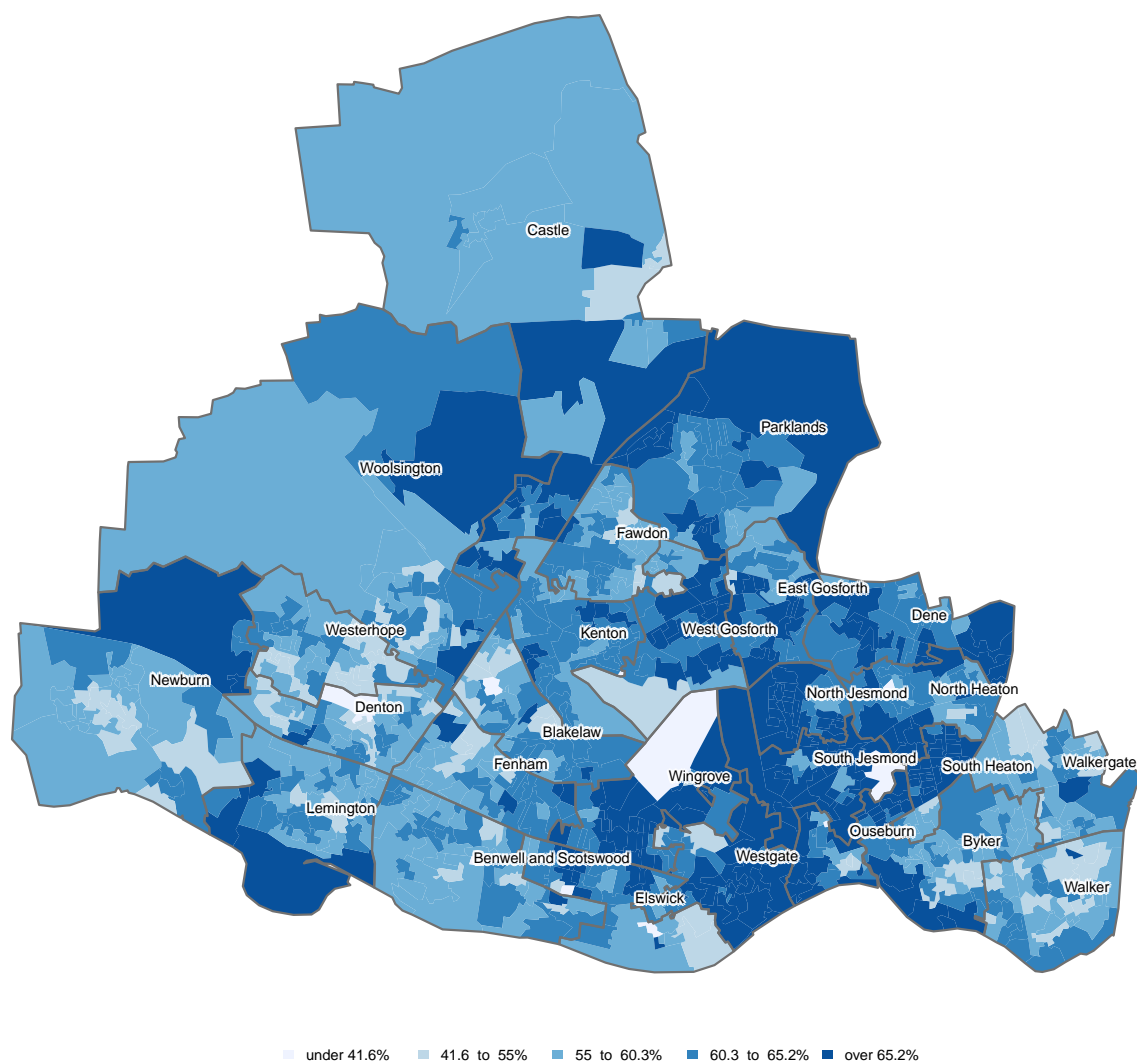 Castle
Parklands
Woolsington
Fawdon
East Gosforth
Dene
Westerhope
Kenton
West Gosforth
Newburn
North Jesmond
North Heaton
Denton
Blakelaw
South Jesmond
Fenham
South Heaton
Walkergate
Wingrove
Lemington
Ouseburn
Byker
Benwell and Scotswood
Westgate
Walker
Elswick
under 41.6% 41.6 to 55% 55 to 60.3% 60.3 to 65.2% over 65.2%